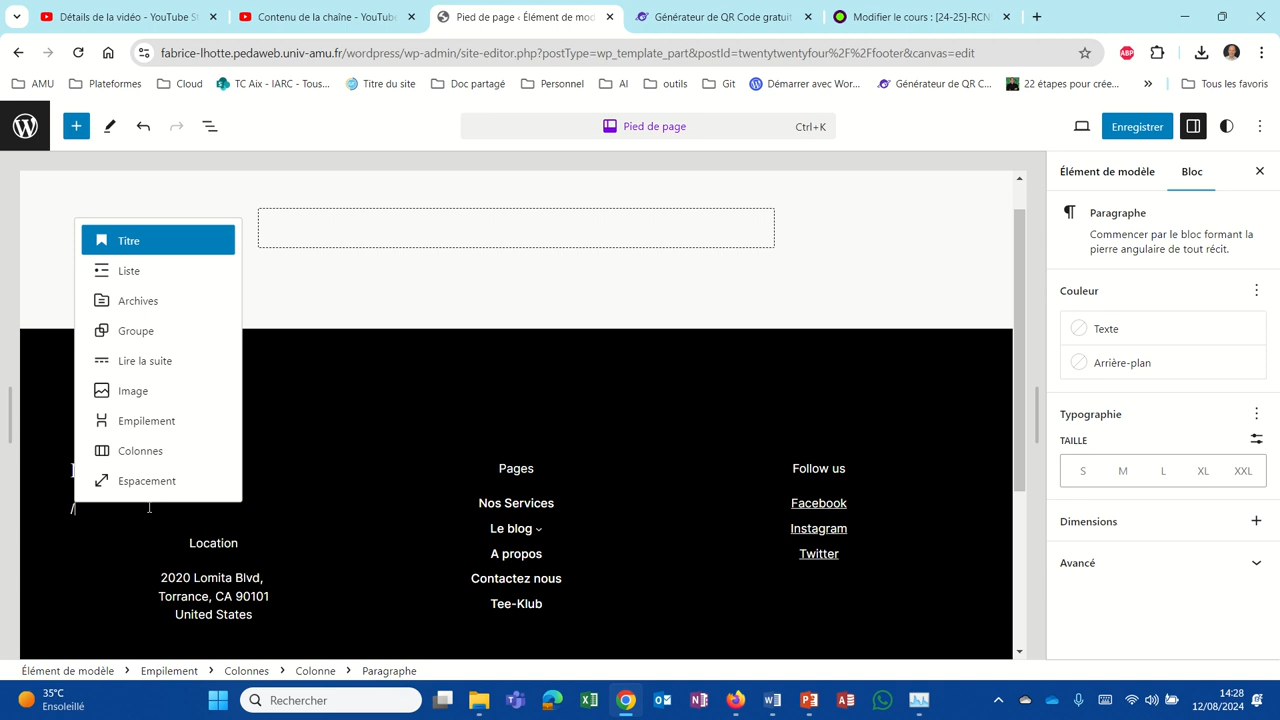 Détails de la vidéo - YouTube St
Contenu de la chaîne - YouTube
Pied de page ‹ Élément de mod
Générateur de QR Code gratuit
Modifier le cours : [24-25]-RCN
fabrice-lhotte.pedaweb.univ-amu.fr/wordpress/wp-admin/site-editor.php?postType=wp_template_part&postId=twentytwentyfour%2F%2Ffooter&canvas=edit
ABP
AMU
Plateformes
Cloud
TC Aix - IARC - Tous...
Titre du site
Doc partagé
Personnel
AI
outils
Git
Démarrer avec Wor...
Générateur de QR C...
22 étapes pour crée...
»
Tous les favoris
Pied de page
Ctrl+K
Enregistrer
Élément de modèle
Bloc
Paragraphe
Commencer par le bloc formant la
pierre angulaire de tout récit.
Couleur
Texte
Arrière-plan
Typographie
TAILLE
S M L XL XXL
Dimensions
Avancé
Titre
Liste
Archives
Groupe
Lire la suite
Image
Empilement
Colonnes
Espacement
/
Location
2020 Lomita Blvd,
Torrance, CA 90101
United States
Pages
Nos Services
Le blog
A propos
Contactez nous
Tee-Klub
Follow us
Facebook
Instagram
Twitter
Élément de modèle > Empilement > Colonnes > Colonne > Paragraphe
35°C
Ensoleillé
Rechercher
14:28
12/08/2024